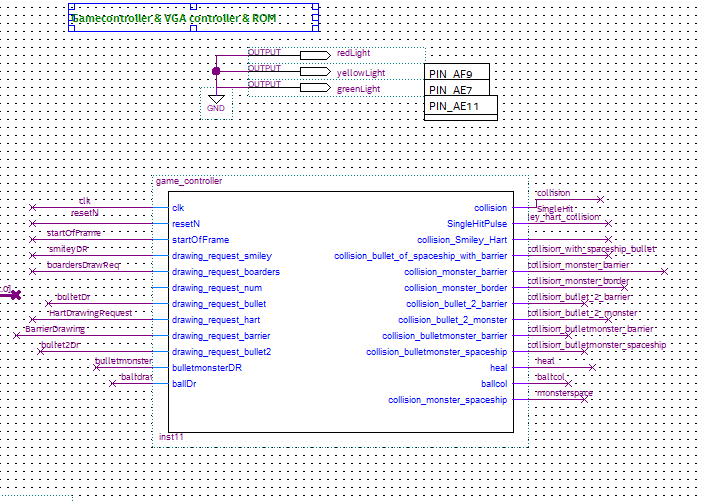 Gamecontroller & VGA controller & ROM
OUTPUT redLight
OUTPUT yellowLight PIN_AF9
OUTPUT greenLight PIN_AE7
GND PIN_AE11
game_controller
clk clk collision collision
resetN resetN SingleHitPulse SingleHit
startOfFrame startOfFrame collision_Smiley_Hart ey_hart_collision
smileyDR drawing_request_smiley collision_bullet_of_spaceship_with_barrier collision_with_spaceship_bullet
boardersDrawReq drawing_request_boarders collision_monster_barrier collision_monster_barrier
drawing_request_num collision_monster_border collision_monster_border
bulletDr drawing_request_bullet collision_bullet_2_barrier collision_bullet_2_barrier
HartDrawingRequest drawing_request_hart collision_bullet_2_monster collision_bullet_2_monster
BarrierDrawing drawing_request_barrier collision_bulletmonster_barrier collision_bulletmonster_barrier
bullet2Dr drawing_request_bullet2 collision_bulletmonster_spaceship collision_bulletmonster_spaceship
bulletmonster bulletmonsterDR heal heal
balldraw ballDr ballcol ballcol
collision_monster_spaceship monsterspace
inst11